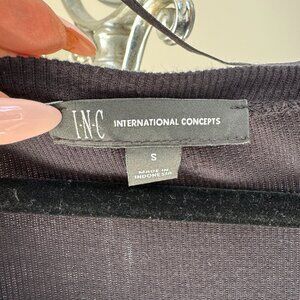 I·N·C INTERNATIONAL CONCEPTS
S
MADE IN
INDONESIA